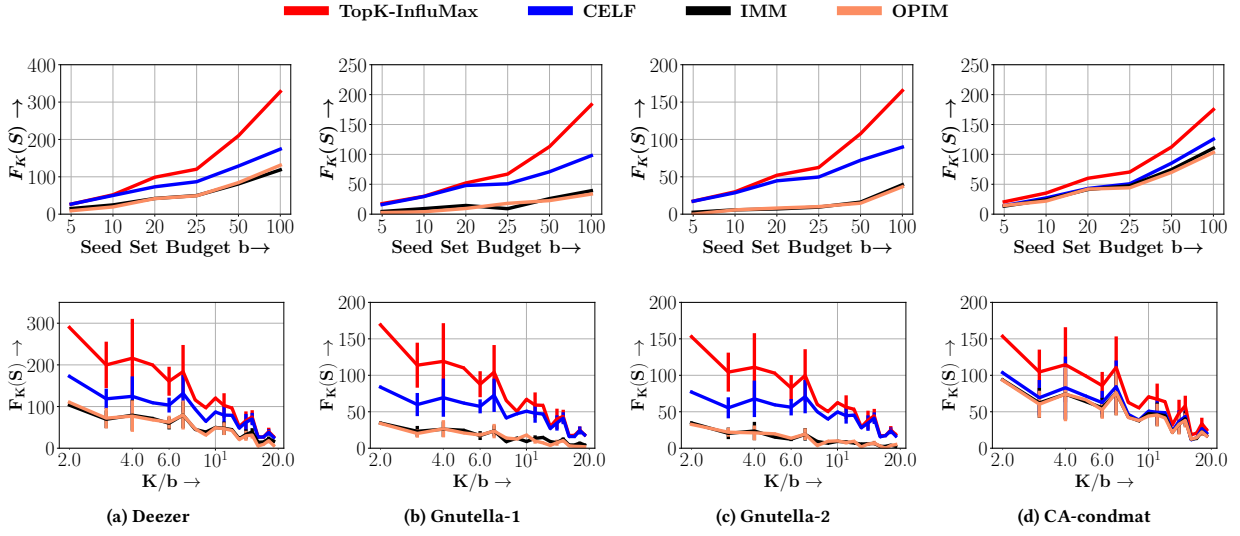 TopK-InfluMax CELF IMM OPIM
F_K(S) →
400
300
200
100
0
5 10 20 25 50 100
Seed Set Budget b→
F_K(S) →
250
200
150
100
50
0
5 10 20 25 50 100
Seed Set Budget b→
F_K(S) →
200
150
100
50
0
5 10 20 25 50 100
Seed Set Budget b→
F_K(S) →
250
200
150
100
50
0
5 10 20 25 50 100
Seed Set Budget b→
F_K(S) →
300
200
100
0
2.0 4.0 6.0 10¹ 20.0
K/b →
F_K(S) →
200
150
100
50
0
2.0 4.0 6.0 10¹ 20.0
K/b →
F_K(S) →
200
150
100
50
0
2.0 4.0 6.0 10¹ 20.0
K/b →
F_K(S) →
200
150
100
50
0
2.0 4.0 6.0 10¹ 20.0
K/b →
(a) Deezer
(b) Gnutella-1
(c) Gnutella-2
(d) CA-condmat